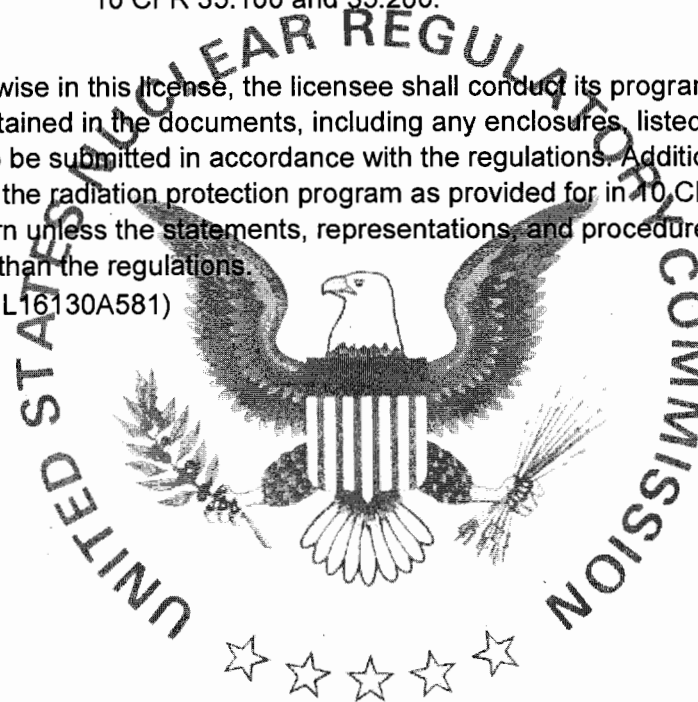 10 CFR 35.100 and 35.200.
wise in this license, the licensee shall conduct its program
tained in the documents, including any enclosures, listed
o be submitted in accordance with the regulations. Additio
the radiation protection program as provided for in 10 C
rn unless the statements, representations, and procedure
than the regulations.
L16130A581)
UNITED STATES NUCLEAR REGULATORY COMMISSION